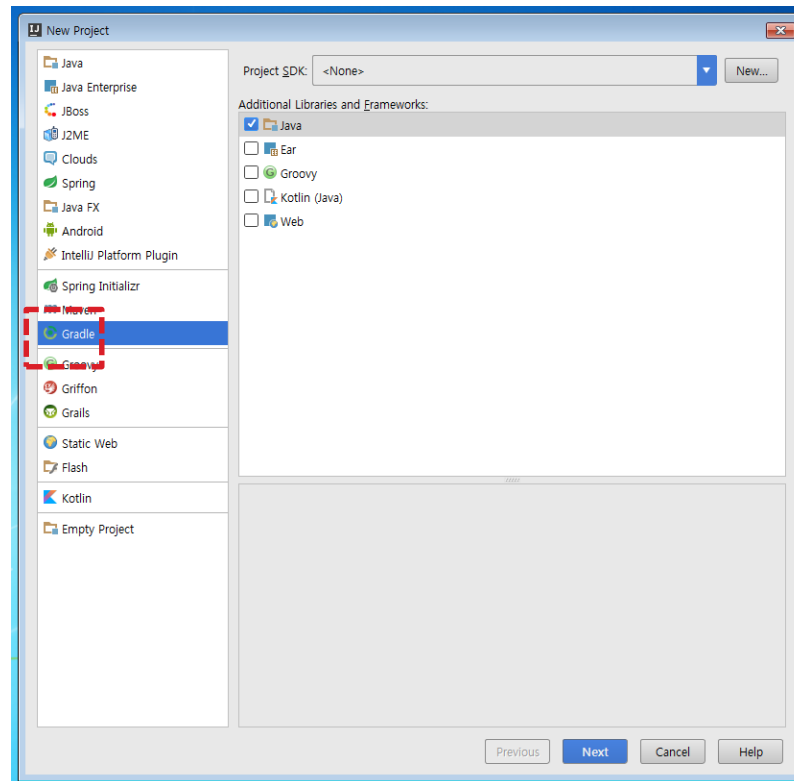 New Project
Java
Java Enterprise
JBoss
J2ME
Clouds
Spring
Java FX
Android
IntelliJ Platform Plugin
Spring Initializr
Maven
Gradle
Groovy
Griffon
Grails
Static Web
Flash
Kotlin
Empty Project
Project SDK: <None> New...
Additional Libraries and Frameworks:
Java
Ear
Groovy
Kotlin (Java)
Web
Previous Next Cancel Help